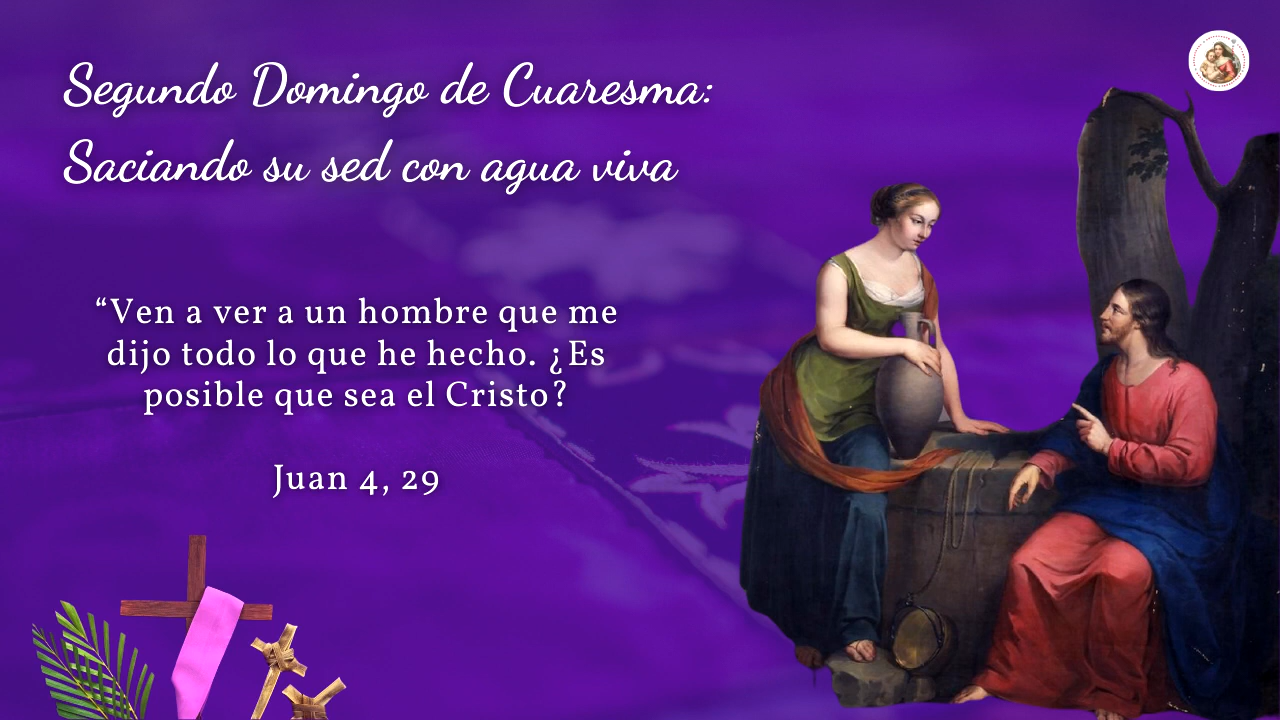 Segundo Domingo de Cuaresma:
Saciando su sed con agua viva
“Ven a ver a un hombre que me
dijo todo lo que he hecho. ¿Es
posible que sea el Cristo?
Juan 4, 29